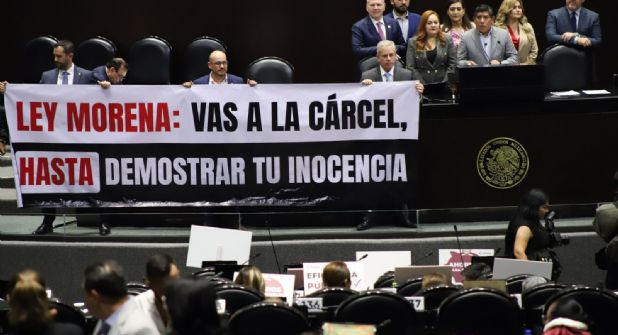 LEY MORENA: VAS A LA CÁRCEL,
HASTA DEMOSTRAR TU INOCENCIA